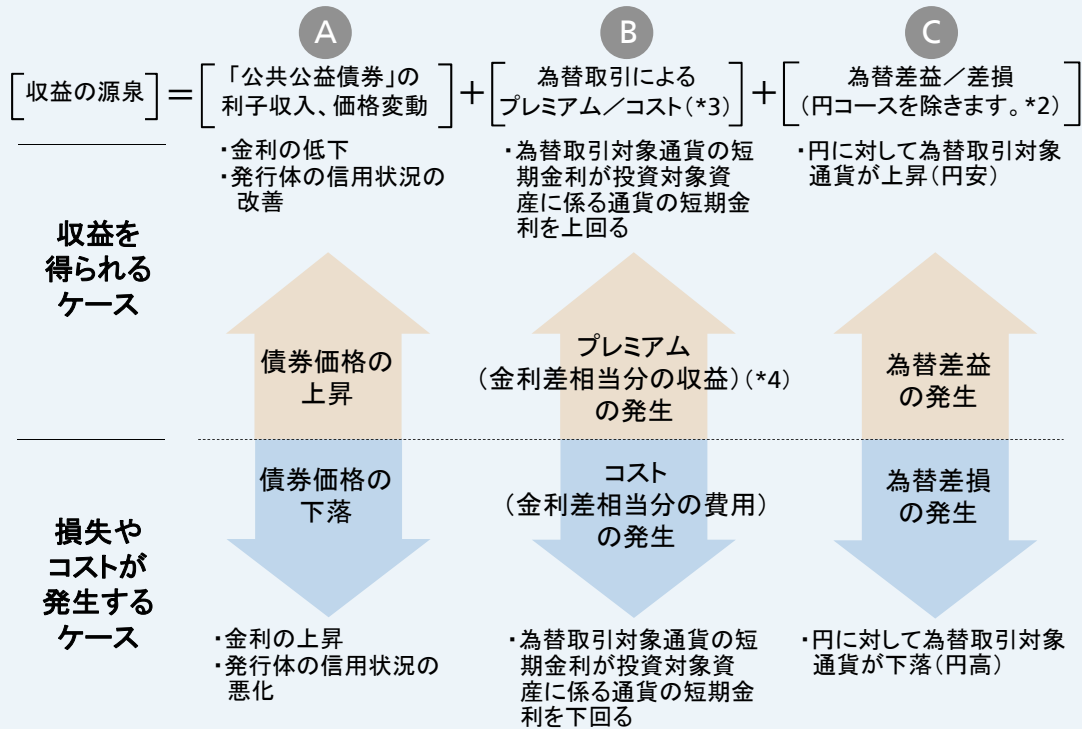 A
B
C
[収益の源泉]=[「公共公益債券」の
利子収入、価格変動]+[為替取引による
プレミアム/コスト(*3)]+[為替差益/差損
(円コースを除きます。*2)]
収益を
得られる
ケース
・金利の低下
・発行体の信用状況の
改善
・為替取引対象通貨の短
期金利が投資対象資
産に係る通貨の短期金
利を上回る
・円に対して為替取引対象
通貨が上昇(円安)
債券価格の
上昇
プレミアム
(金利差相当分の収益)(*4)
の発生
為替差益
の発生
損失や
コストが
発生する
ケース
債券価格の
下落
コスト
(金利差相当分の費用)
の発生
為替差損
の発生
・金利の上昇
・発行体の信用状況の
悪化
・為替取引対象通貨の短
期金利が投資対象資
産に係る通貨の短期金
利を下回る
・円に対して為替取引対象
通貨が下落(円高)